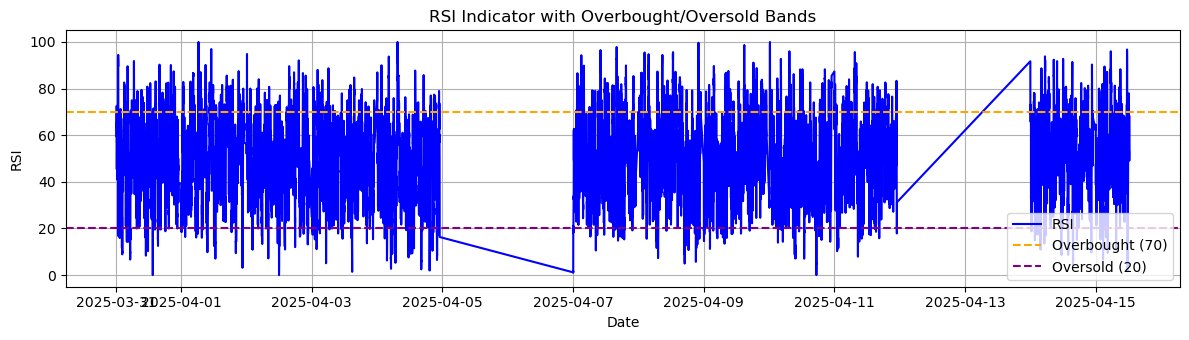 RSI Indicator with Overbought/Oversold Bands
RSI
100
80
60
40
20
0
RSI
Overbought (70)
Oversold (20)
2025-03-31
2025-04-01
2025-04-03
2025-04-05
2025-04-07
2025-04-09
2025-04-11
2025-04-13
2025-04-15
Date